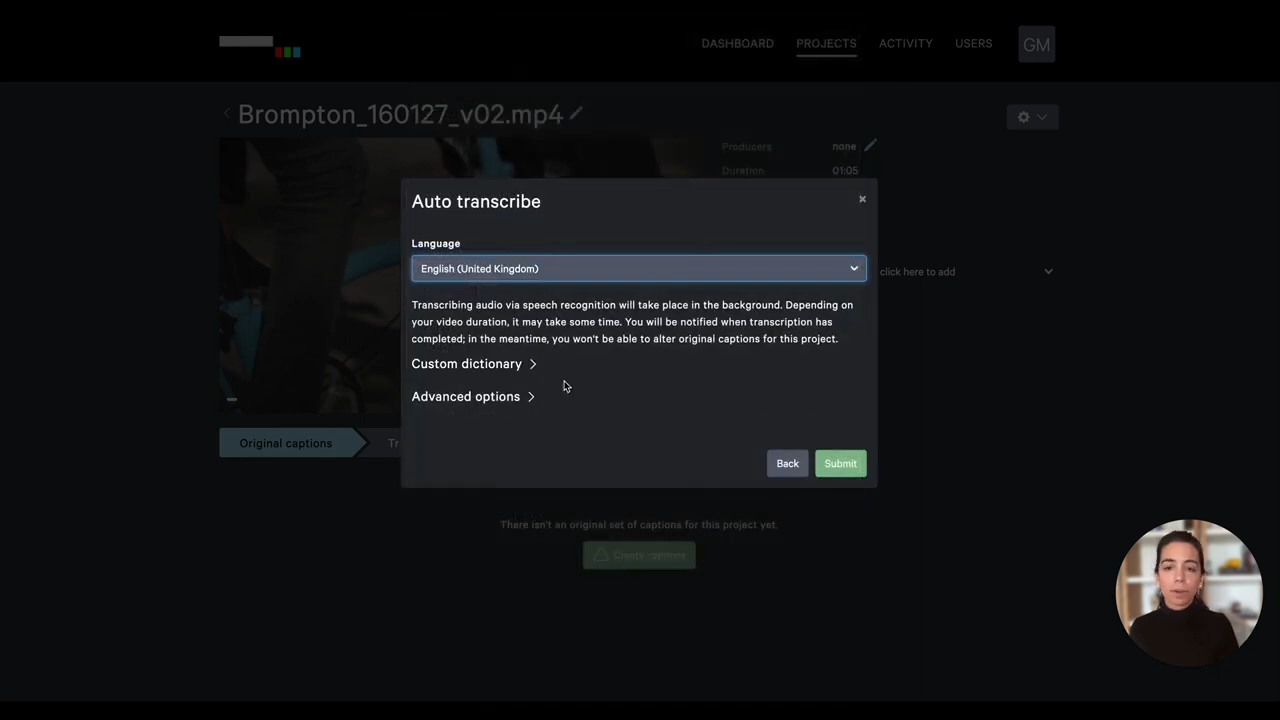 DASHBOARD
PROJECTS
ACTIVITY
USERS
GM
Brompton_160127_v02.mp4
Producers
none
Duration
01:05
Auto transcribe
Language
English (United Kingdom)
click here to add
Transcribing audio via speech recognition will take place in the background. Depending on
your video duration, it may take some time. You will be notified when transcription has
completed; in the meantime, you won't be able to alter original captions for this project.
Custom dictionary
Advanced options
Original captions
Tr
Back
Submit
There isn't an original set of captions for this project yet.
Create captions